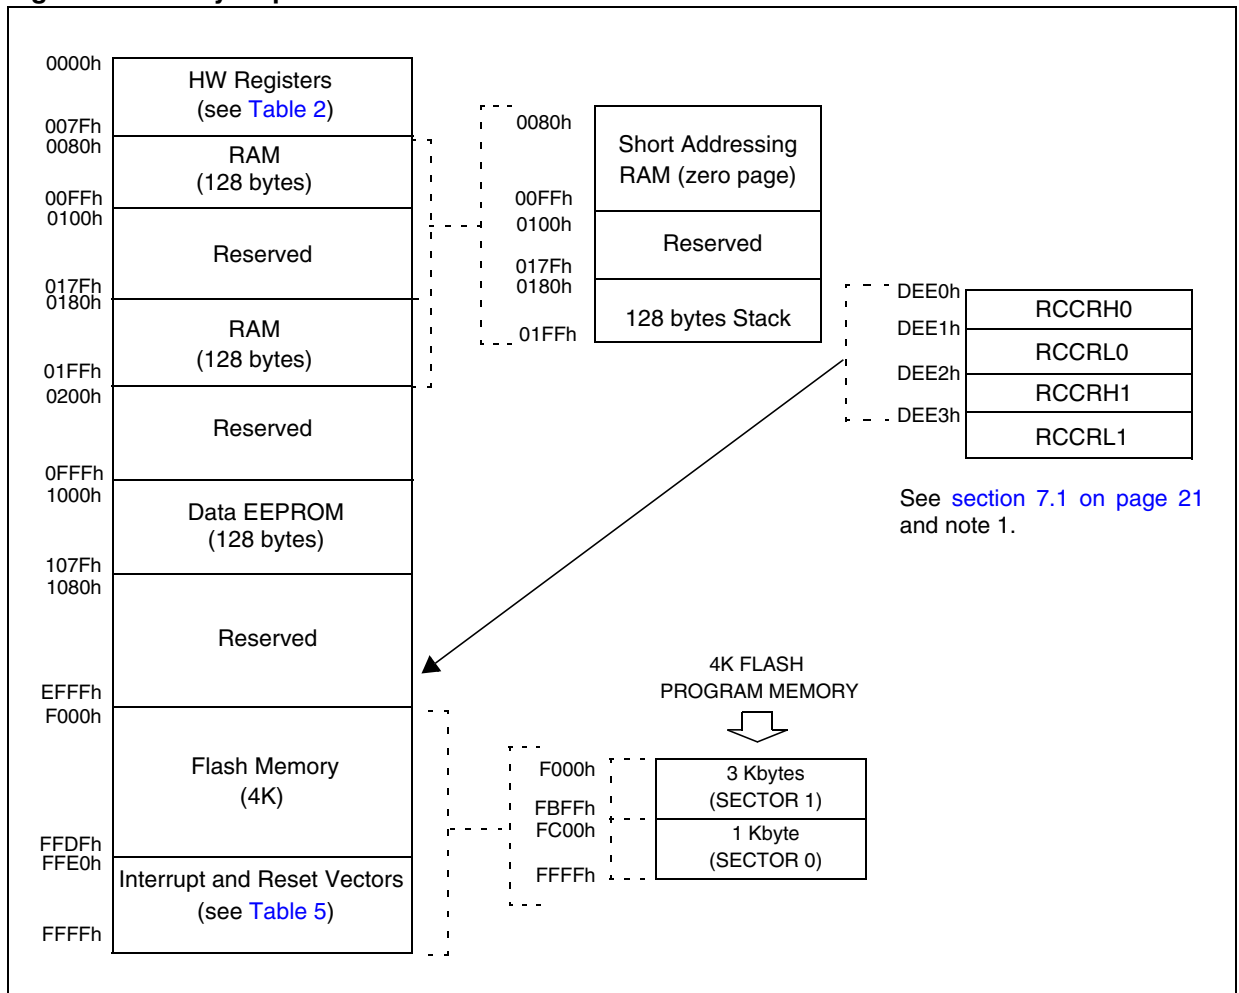 0000h
HW Registers
(see Table 2)
007Fh
0080h
RAM
(128 bytes)
00FFh
0100h
Reserved
017Fh
0180h
RAM
(128 bytes)
01FFh
0200h
Reserved
0FFFh
1000h
Data EEPROM
(128 bytes)
107Fh
1080h
Reserved
EFFFh
F000h
Flash Memory
(4K)
FFDFh
FFE0h
Interrupt and Reset Vectors
(see Table 5)
FFFFh
0080h
Short Addressing
RAM (zero page)
00FFh
0100h
Reserved
017Fh
0180h
128 bytes Stack
01FFh
DEE0h
RCCRH0
DEE1h
RCCRL0
DEE2h
RCCRH1
DEE3h
RCCRL1
See section 7.1 on page 21
and note 1.
4K FLASH
PROGRAM MEMORY
F000h
3 Kbytes
(SECTOR 1)
FBFFh
FC00h
1 Kbyte
(SECTOR 0)
FFFFh